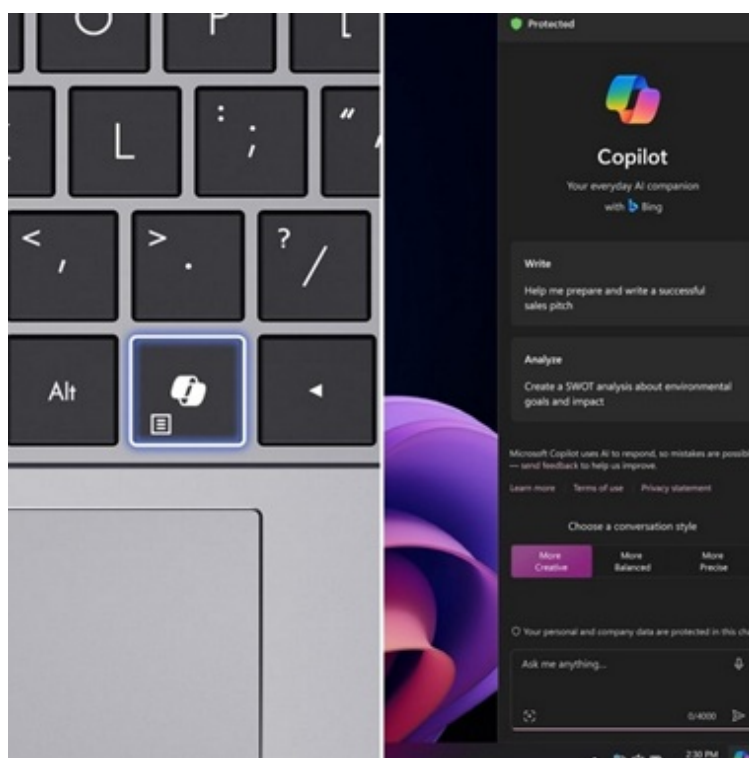 O P [
L : ; "
< , > . ? /
Alt
Protected
Copilot
Your everyday AI companion
with Bing
Write
Help me prepare and write a successful
sales pitch
Analyze
Create a SWOT analysis about environmental
goals and impact
Microsoft Copilot uses AI to respond, so mistakes are possible
— send feedback to help us improve.
Learn more Terms of use Privacy statement
Choose a conversation style
More
Creative
More
Balanced
More
Precise
Your personal and company data are protected in this
Ask me anything...
0/4000
2:30 PM